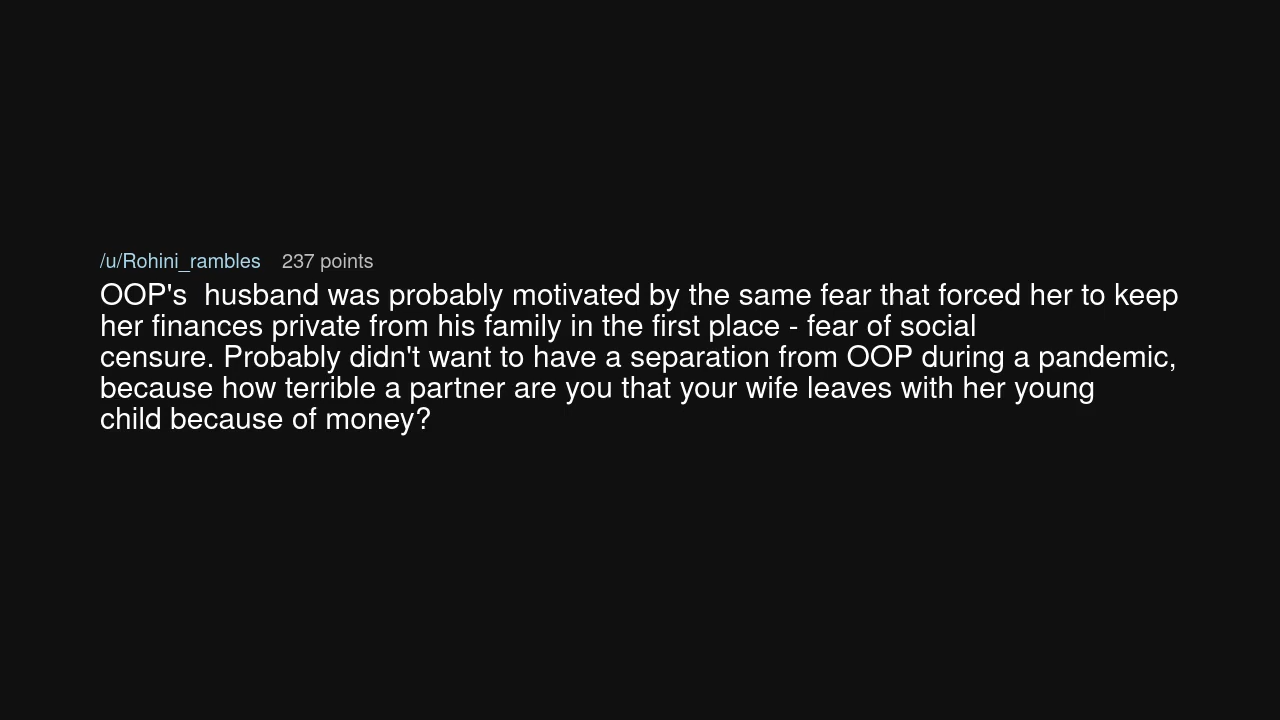 /u/Rohini_rambles 237 points
OOP's  husband was probably motivated by the same fear that forced her to keep
her finances private from his family in the first place - fear of social
censure. Probably didn't want to have a separation from OOP during a pandemic,
because how terrible a partner are you that your wife leaves with her young
child because of money?